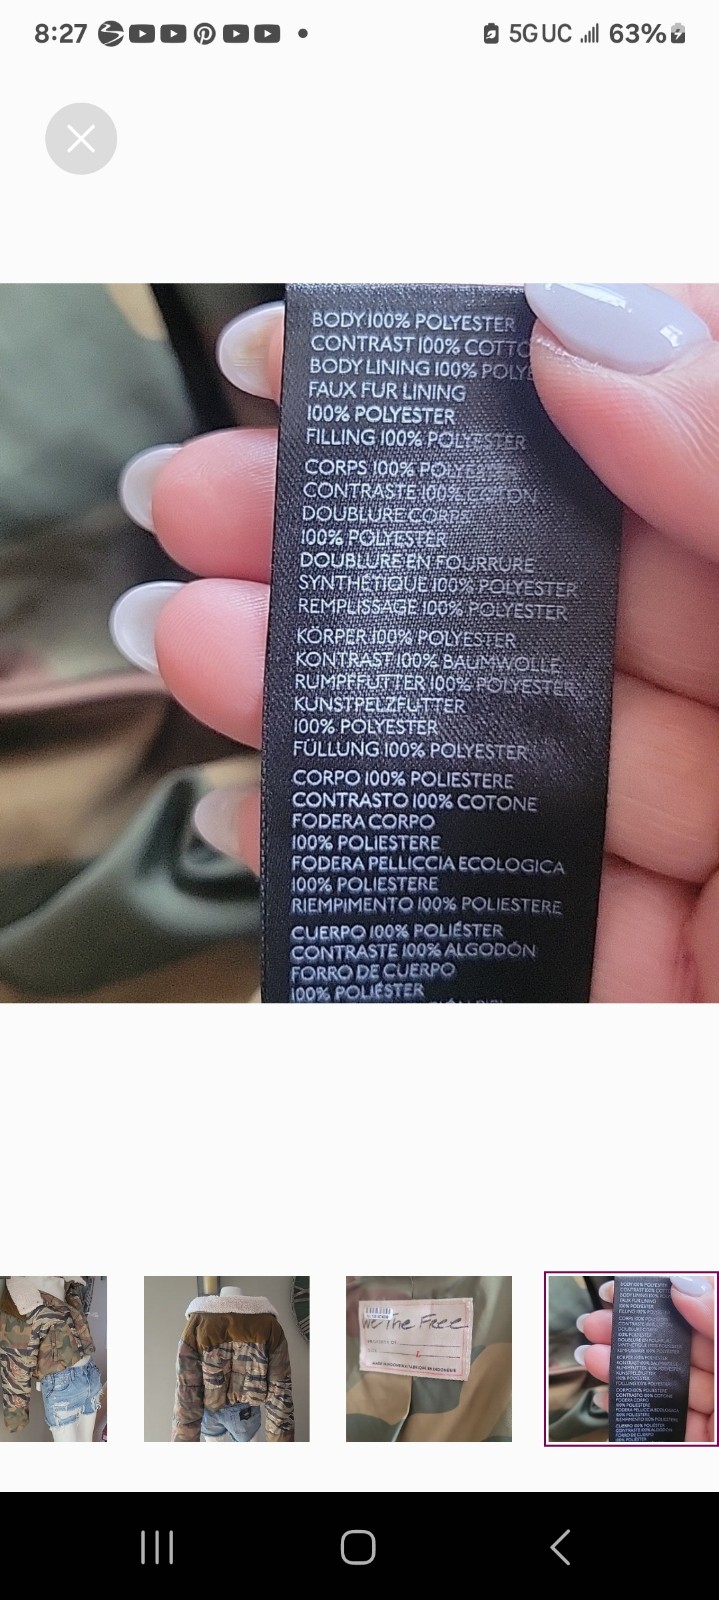 8:27
5G UC 63%
BODY 100% POLYESTER
CONTRAST 100% COTTO
BODY LINING 100% POLYE
FAUX FUR LINING
100% POLYESTER
FILLING 100% POLYESTER
CORPS 100% POLYESTER
CONTRASTE 100% COTON
DOUBLURE CORPS
100% POLYESTER
DOUBLURE EN FOURRURE
SYNTHÉTIQUE 100% POLYESTER
REMPLISSAGE 100% POLYESTER
KÖRPER 100% POLYESTER
KONTRAST 100% BAUMWOLLE
RUMPFFUTTER 100% POLYESTER
KUNSTPELZFUTTER
100% POLYESTER
FÜLLUNG 100% POLYESTER
CORPO 100% POLIESTERE
CONTRASTO 100% COTONE
FODERA CORPO
100% POLIESTERE
FODERA PELLICCIA ECOLOGICA
100% POLIESTERE
RIEMPIMENTO 100% POLIESTERE
CUERPO 100% POLIÉSTER
CONTRASTE 100% ALGODÓN
FORRO DE CUERPO
100% POLIÉSTER
We The Free
L